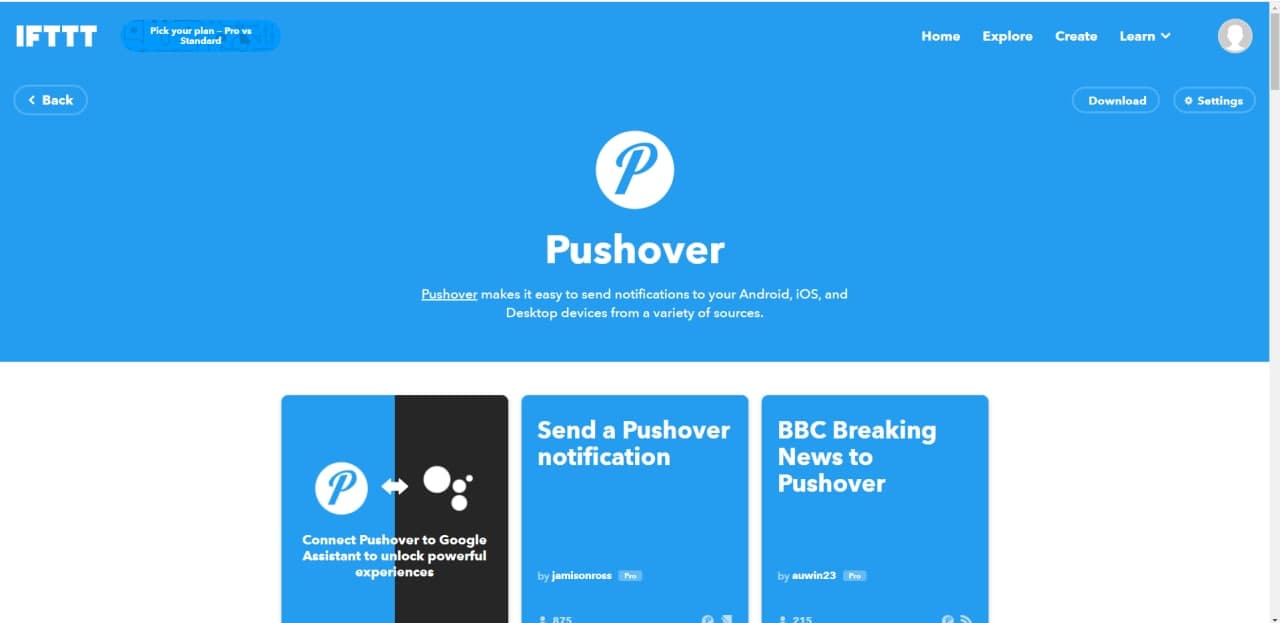 IFTTT
Pick your plan – Pro vs
Standard
Home
Explore
Create
Learn
Back
Download
Settings
Pushover
Pushover makes it easy to send notifications to your Android, iOS, and
Desktop devices from a variety of sources.
Connect Pushover to Google
Assistant to unlock powerful
experiences
Send a Pushover
notification
by jamisonross Pro
875
BBC Breaking
News to
Pushover
by auwin23 Pro
215